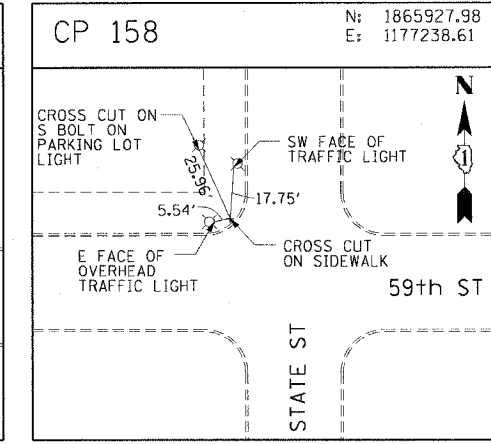 CP 158
N: 1865927.98
E: 1177238.61
CROSS CUT ON
S BOLT ON
PARKING LOT
LIGHT
N
SW FACE OF
TRAFFIC LIGHT
25.96'
17.75'
5.54'
E FACE OF
OVERHEAD
TRAFFIC LIGHT
CROSS CUT
ON SIDEWALK
59th ST
STATE ST